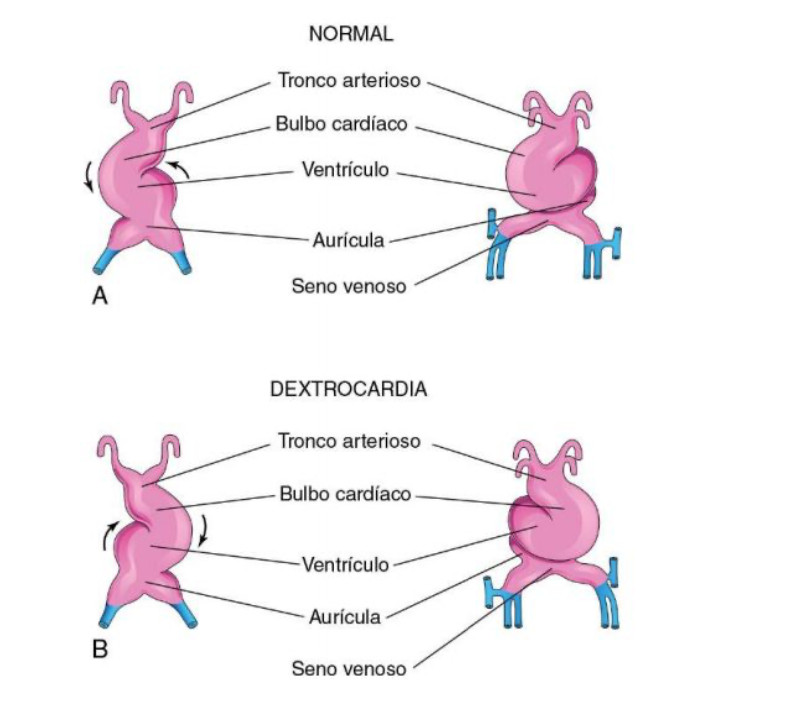 NORMAL
Tronco arterioso
Bulbo cardíaco
Ventrículo
Aurícula
Seno venoso
A
DEXTROCARDIA
Tronco arterioso
Bulbo cardíaco
Ventrículo
Aurícula
B
Seno venoso